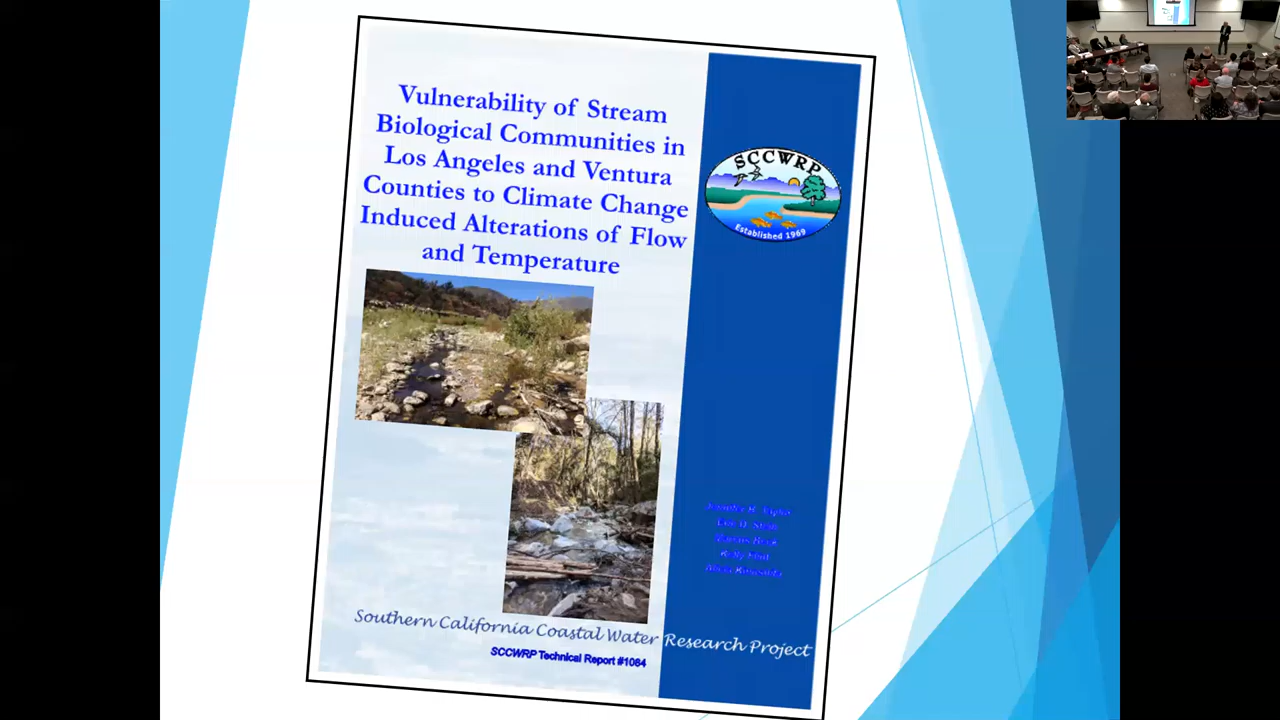 Vulnerability of Stream
Biological Communities in
Los Angeles and Ventura
Counties to Climate Change
Induced Alterations of Flow
and Temperature
SCCWRP
Established 1969
Southern California Coastal Water Research Project
SCCWRP Technical Report #1084